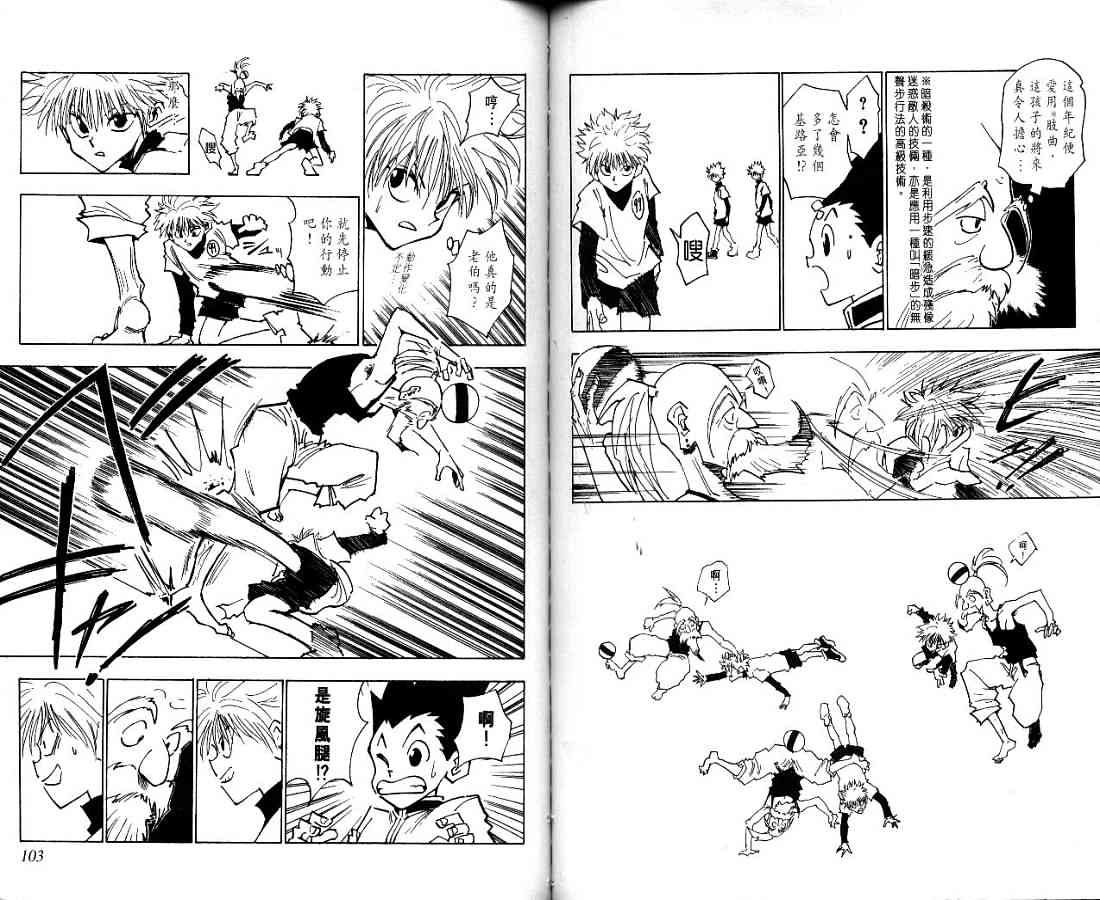 這個年紀便
愛用※肢曲，
這孩子的將來
真令人擔心…
※暗殺術的一種．是利用步速的緩急造成殘像
迷惑敵人的技倆．亦是應用一種叫「暗步」的無
聲步行法的高級技術。
？
？
怎會
多了幾個
基路亞!?
嗖
哎喲
啊…
哼…
他真的是
老伯嗎？
動作變化
不定…
嗖
那麼
就先停止
你的行動
吧！
啊！
是旋風腿!?
103